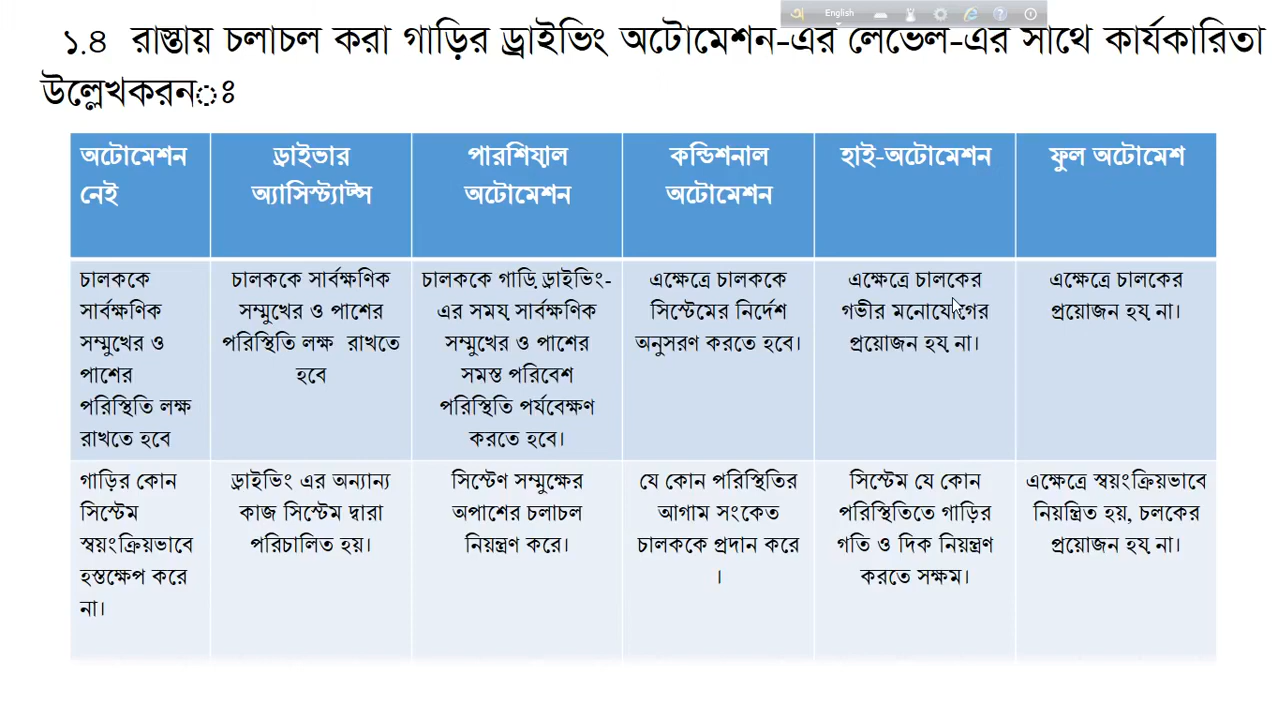 English
১.৪ রাস্তায় চলাচল করা গাড়ির ড্রাইভিং অটোমেশন-এর লেভেল-এর সাথে কার্যকারিতা
উল্লেখকরনঃ
অটোমেশন
নেই
ড্রাইভার
অ্যাসিস্ট্যান্স
পারশিয়াল
অটোমেশন
কন্ডিশনাল
অটোমেশন
হাই-অটোমেশন
ফুল অটোমেশ
চালককে
সার্বক্ষণিক
সম্মুখের ও
পাশের
পরিস্থিতি লক্ষ
রাখতে হবে
চালককে সার্বক্ষণিক
সম্মুখের ও পাশের
পরিস্থিতি লক্ষ রাখতে
হবে
চালককে গাড়ি ড্রাইভিং-
এর সময় সার্বক্ষণিক
সম্মুখের ও পাশের
সমস্ত পরিবেশ
পরিস্থিতি পর্যবেক্ষণ
করতে হবে।
এক্ষেত্রে চালককে
সিস্টেমের নির্দেশ
অনুসরণ করতে হবে।
এক্ষেত্রে চালকের
গভীর মনোযোগের
প্রয়োজন হয় না।
এক্ষেত্রে চালকের
প্রয়োজন হয় না।
গাড়ির কোন
সিস্টেম
স্বয়ংক্রিয়ভাবে
হস্তক্ষেপ করে
না।
ড্রাইভিং এর অন্যান্য
কাজ সিস্টেম দ্বারা
পরিচালিত হয়।
সিস্টেণ সম্মুক্ষের
অপাশের চলাচল
নিয়ন্ত্রণ করে।
যে কোন পরিস্থিতির
আগাম সংকেত
চালককে প্রদান করে
।
সিস্টেম যে কোন
পরিস্থিতিতে গাড়ির
গতি ও দিক নিয়ন্ত্রণ
করতে সক্ষম।
এক্ষেত্রে স্বয়ংক্রিয়ভাবে
নিয়ন্ত্রিত হয়, চলকের
প্রয়োজন হয় না।